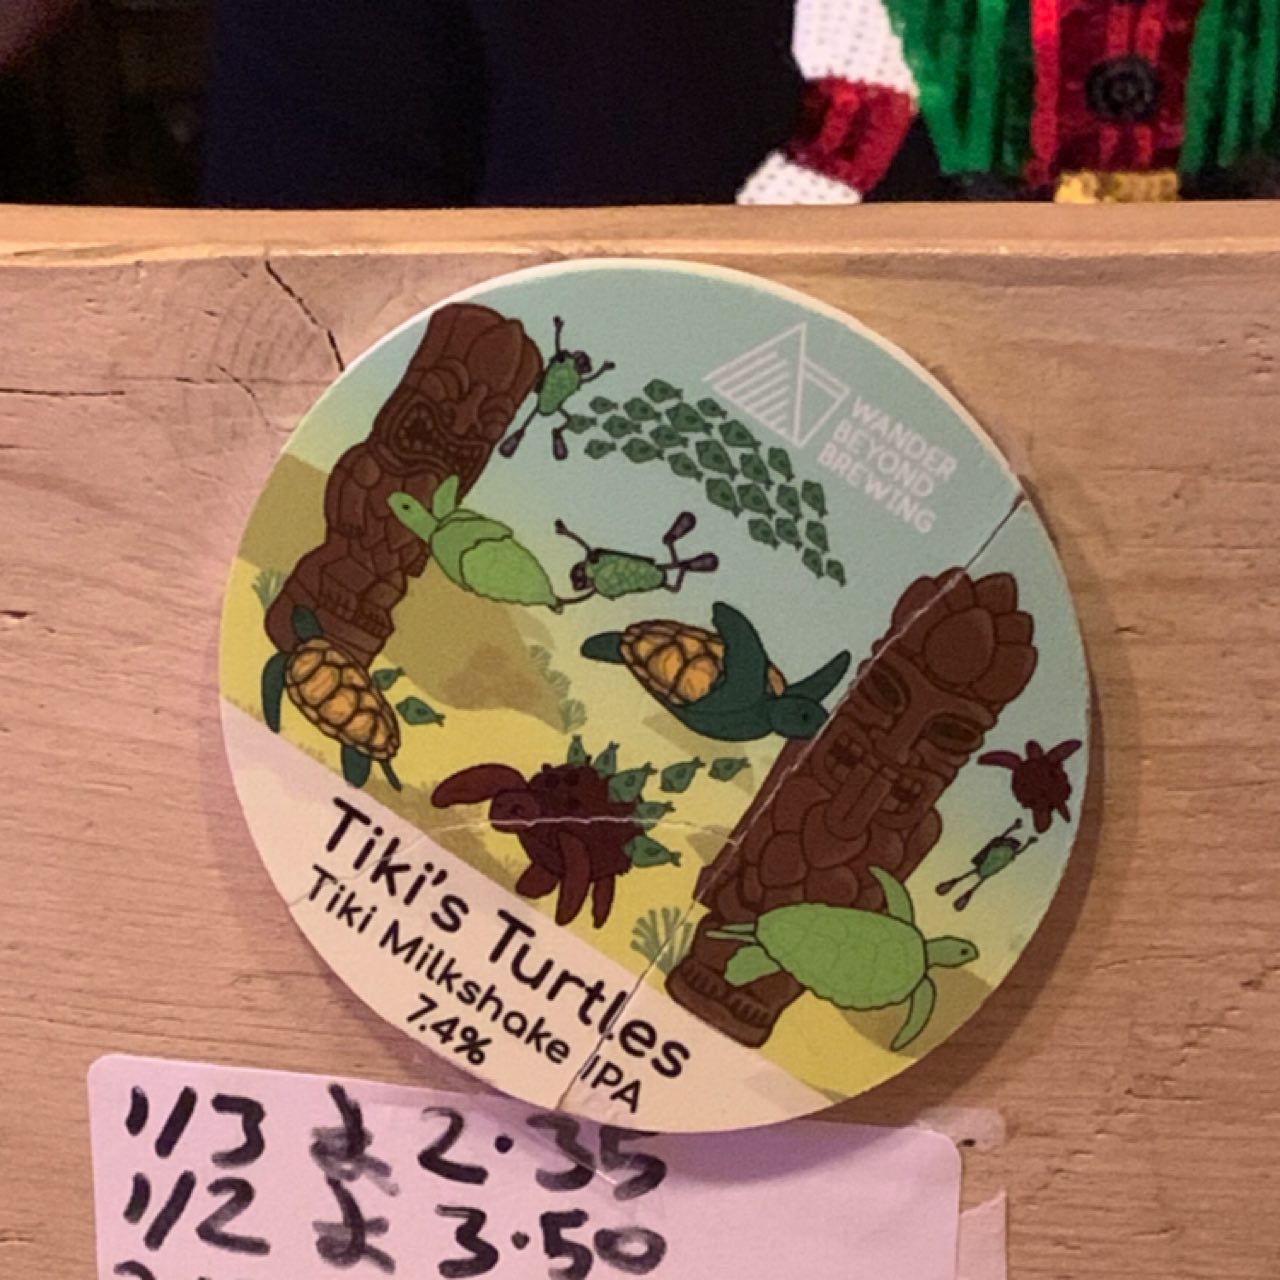 WANDER
BEYOND
BREWING
Tiki's Turtles
Tiki Milkshake IPA
7.4%
1/3 £ 2.35
1/2 £ 3.50